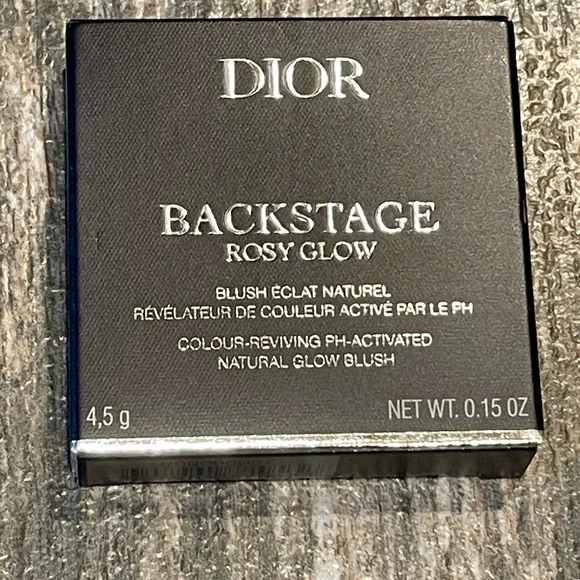 DIOR
BACKSTAGE
ROSY GLOW
BLUSH ÉCLAT NATUREL
RÉVÉLATEUR DE COULEUR ACTIVÉ PAR LE PH
COLOUR-REVIVING PH-ACTIVATED
NATURAL GLOW BLUSH
4,5 g NET WT. 0.15 OZ